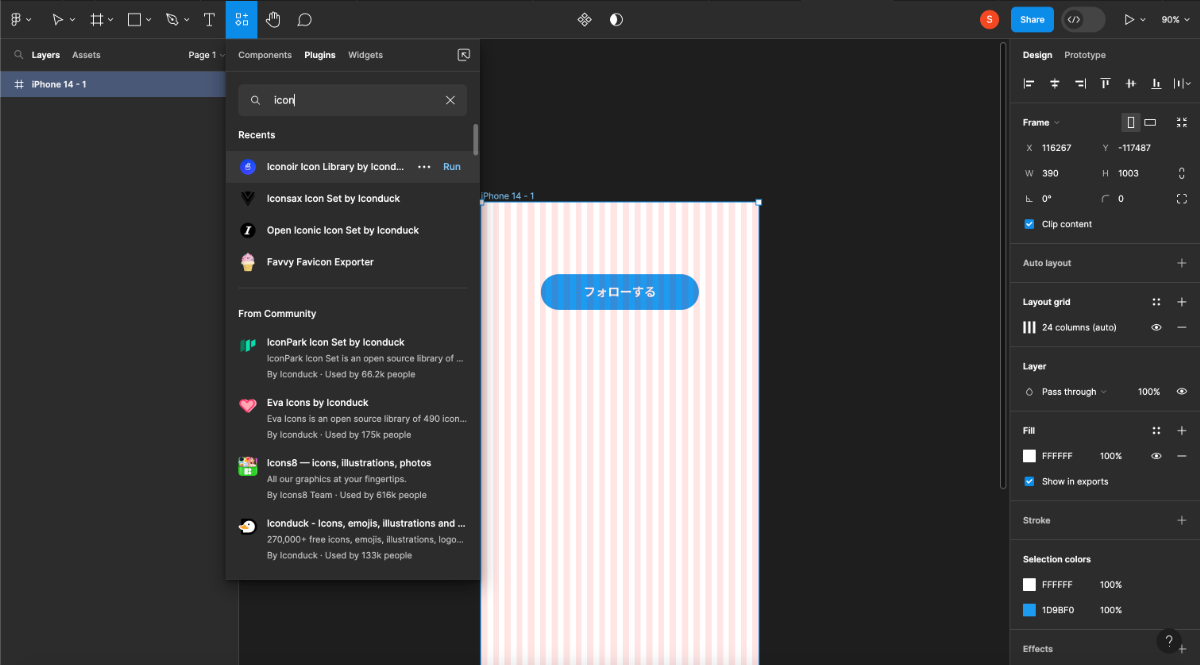 S
Share
90%
Layers
Assets
Page 1
iPhone 14 - 1
Components
Plugins
Widgets
icon
Recents
Iconoir Icon Library by Icond...
Run
Iconsax Icon Set by Iconduck
Open Iconic Icon Set by Iconduck
Favvy Favicon Exporter
From Community
IconPark Icon Set by Iconduck
IconPark Icon Set is an open source library of ...
By Iconduck · Used by 66.2k people
Eva Icons by Iconduck
Eva Icons is an open source library of 490 icon...
By Iconduck · Used by 175k people
Icons8 — icons, illustrations, photos
All our graphics at your fingertips.
By Icons8 Team · Used by 616k people
Iconduck - Icons, emojis, illustrations and ...
270,000+ free icons, emojis, illustrations, logo...
By Iconduck · Used by 133k people
iPhone 14 - 1
フォローする
Design
Prototype
Frame
X 116267
Y -117487
W 390
H 1003
0°
0
Clip content
Auto layout
Layout grid
24 columns (auto)
Layer
Pass through
100%
Fill
FFFFFF 100%
Show in exports
Stroke
Selection colors
FFFFFF 100%
1D9BF0 100%
Effects
?